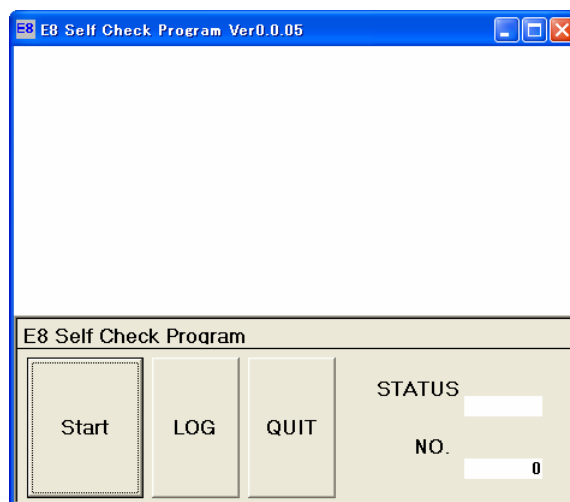 E8 E8 Self Check Program Ver0.0.05
E8 Self Check Program
Start LOG QUIT
STATUS
NO.
0